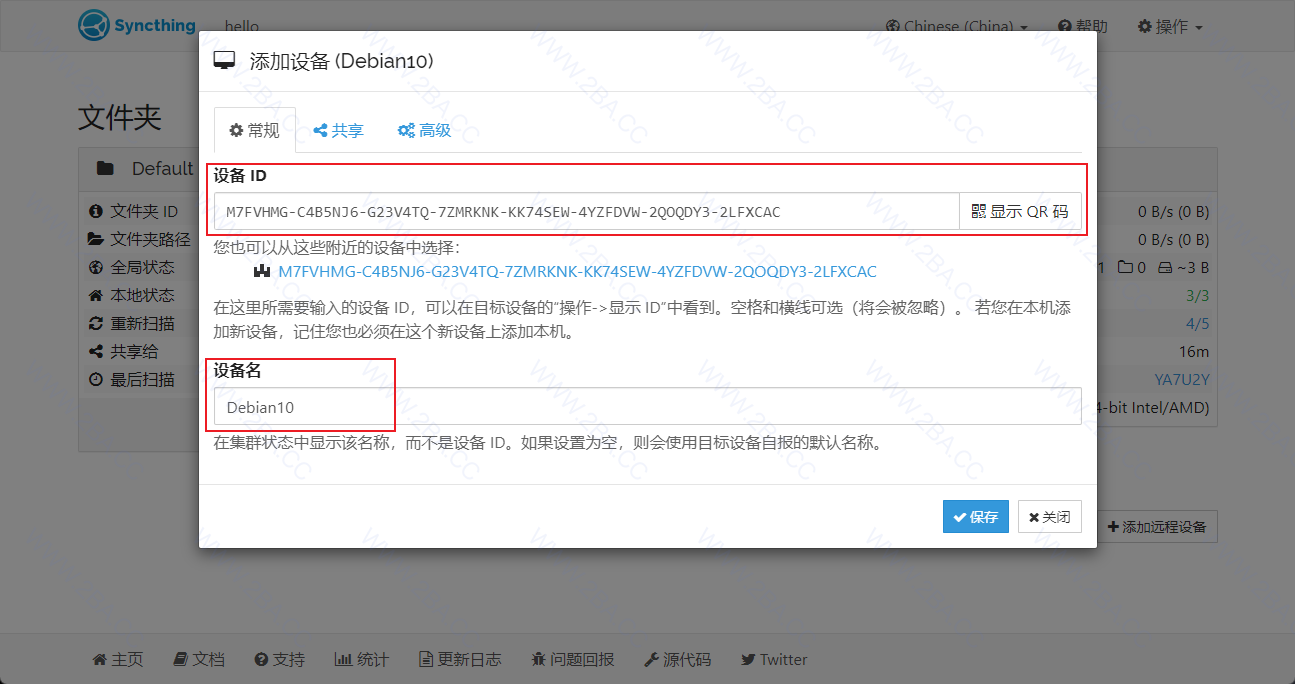 Syncthing hello Chinese (China) 帮助 操作
添加设备 (Debian10)
文件夹
常规 共享 高级
Default
设备 ID
M7FVHMG-C4B5NJ6-G23V4TQ-7ZMRKNK-KK74SEW-4YZFDVW-2QOQDY3-2LFXCAC 显示 QR 码
文件夹 ID 0 B/s (0 B)
文件夹路径 0 B/s (0 B)
您也可以从这些附近的设备中选择:
全局状态 1 0 ~3 B
M7FVHMG-C4B5NJ6-G23V4TQ-7ZMRKNK-KK74SEW-4YZFDVW-2QOQDY3-2LFXCAC
本地状态 3/3
在这里所需要输入的设备 ID，可以在目标设备的“操作->显示 ID”中看到。空格和横线可选（将会被忽略）。 若您在本机添
加新设备，记住您也必须在这个新设备上添加本机。
重新扫描 4/5
共享给 16m
设备名
最后扫描 YA7U2Y
Debian10
4-bit Intel/AMD)
在集群状态中显示该名称，而不是设备 ID。如果设置为空，则会使用目标设备自报的默认名称。
保存 关闭
添加远程设备
主页 文档 支持 统计 更新日志 问题回报 源代码 Twitter
WWW.2BA.CC